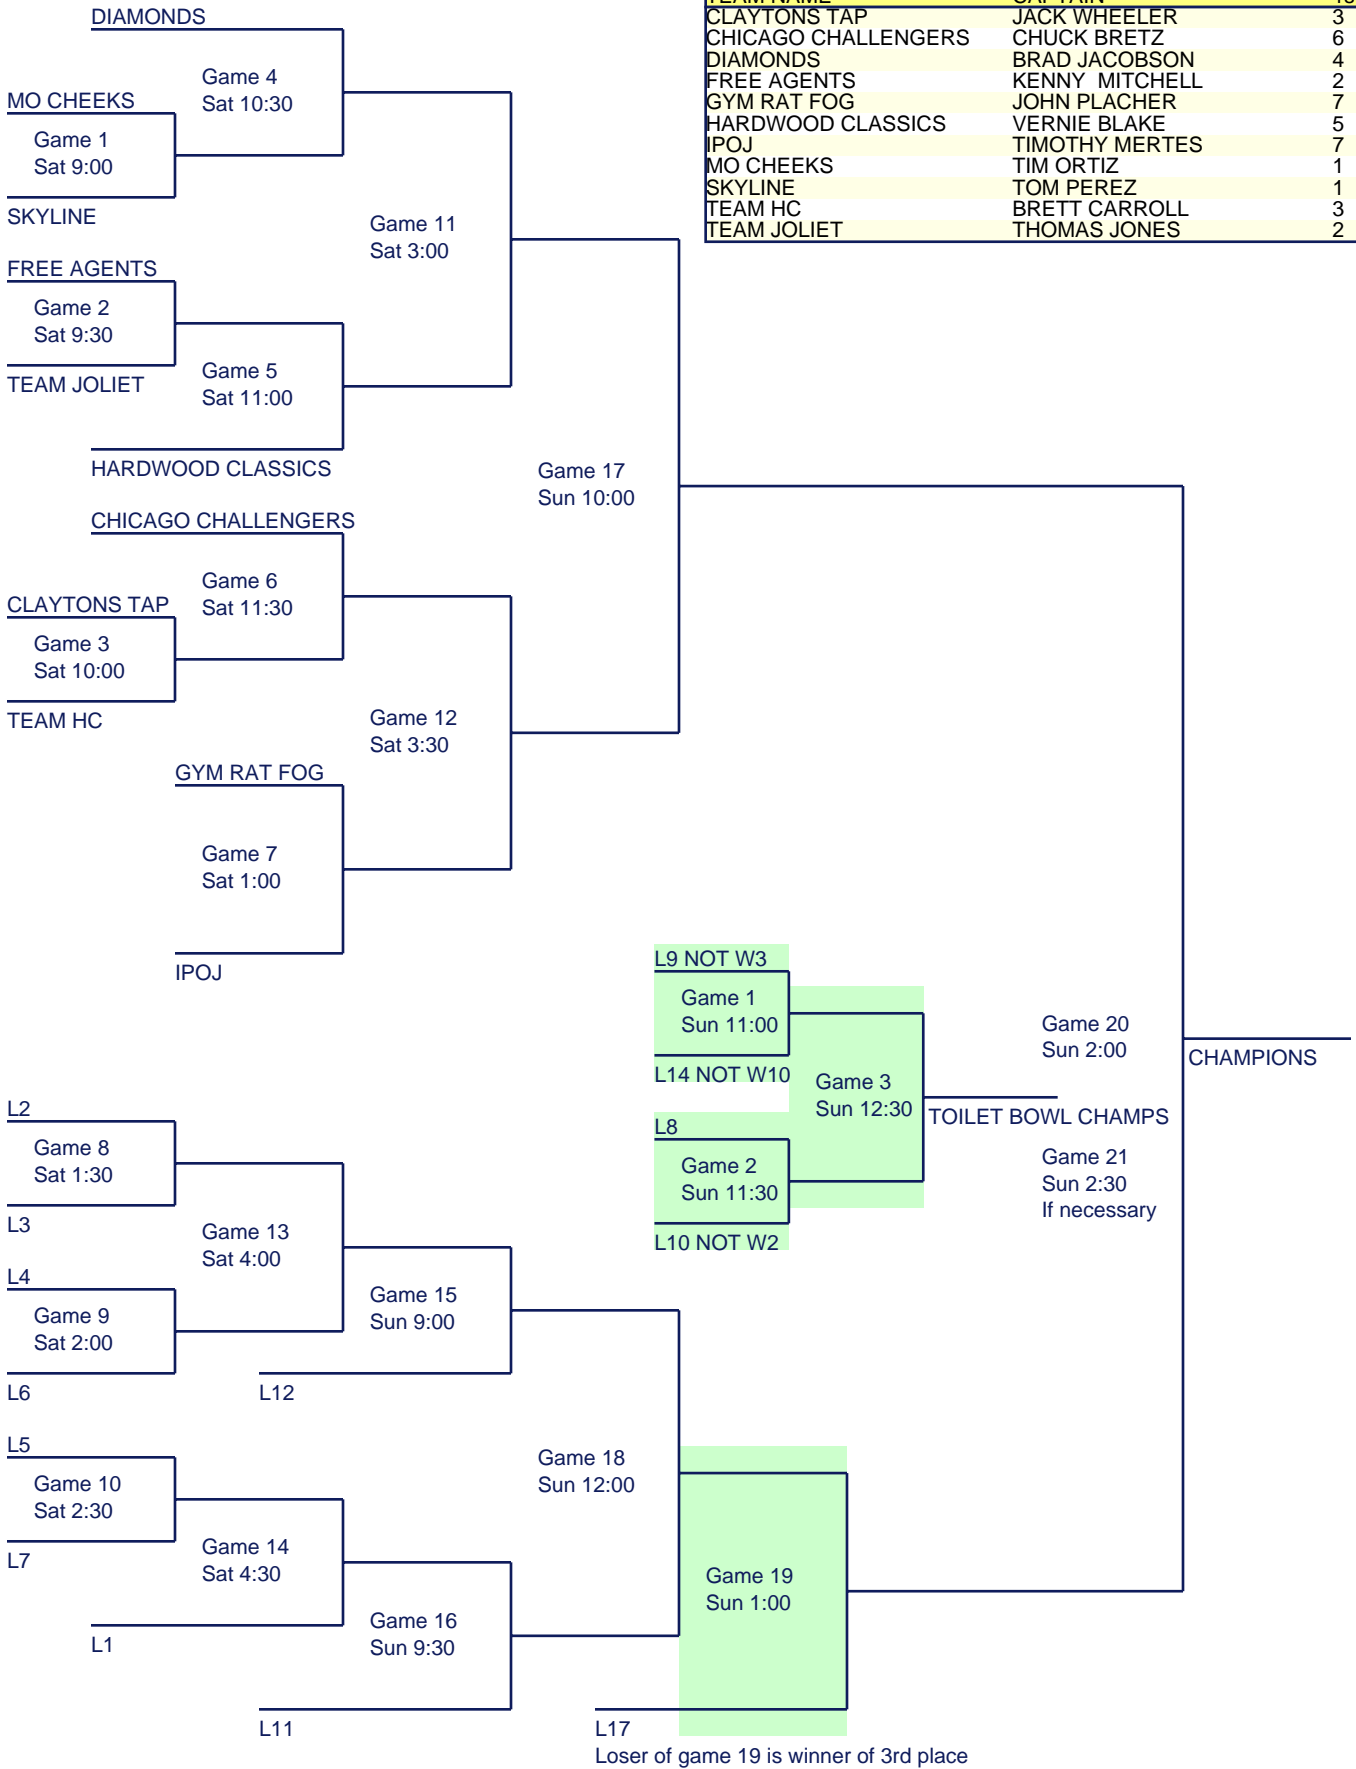 TEAM NAME CAPTAIN
CLAYTONS TAP JACK WHEELER 3
CHICAGO CHALLENGERS CHUCK BRETZ 6
DIAMONDS BRAD JACOBSON 4
FREE AGENTS KENNY MITCHELL 2
GYM RAT FOG JOHN PLACHER 7
HARDWOOD CLASSICS VERNIE BLAKE 5
IPOJ TIMOTHY MERTES 7
MO CHEEKS TIM ORTIZ 1
SKYLINE TOM PEREZ 1
TEAM HC BRETT CARROLL 3
TEAM JOLIET THOMAS JONES 2
DIAMONDS
Game 4
Sat 10:30
MO CHEEKS
Game 1
Sat 9:00
SKYLINE
Game 11
Sat 3:00
FREE AGENTS
Game 2
Sat 9:30
TEAM JOLIET
Game 5
Sat 11:00
HARDWOOD CLASSICS
Game 17
Sun 10:00
CHICAGO CHALLENGERS
Game 6
Sat 11:30
CLAYTONS TAP
Game 3
Sat 10:00
TEAM HC
Game 12
Sat 3:30
GYM RAT FOG
Game 7
Sat 1:00
IPOJ
L9 NOT W3
Game 1
Sun 11:00
L14 NOT W10
Game 3
Sun 12:30
L8
Game 2
Sun 11:30
L10 NOT W2
TOILET BOWL CHAMPS
Game 20
Sun 2:00
CHAMPIONS
Game 21
Sun 2:30
If necessary
L2
Game 8
Sat 1:30
L3
Game 13
Sat 4:00
L4
Game 9
Sat 2:00
L6
Game 15
Sun 9:00
L12
L5
Game 10
Sat 2:30
L7
Game 14
Sat 4:30
L1
Game 16
Sun 9:30
L11
Game 18
Sun 12:00
Game 19
Sun 1:00
L17
Loser of game 19 is winner of 3rd place